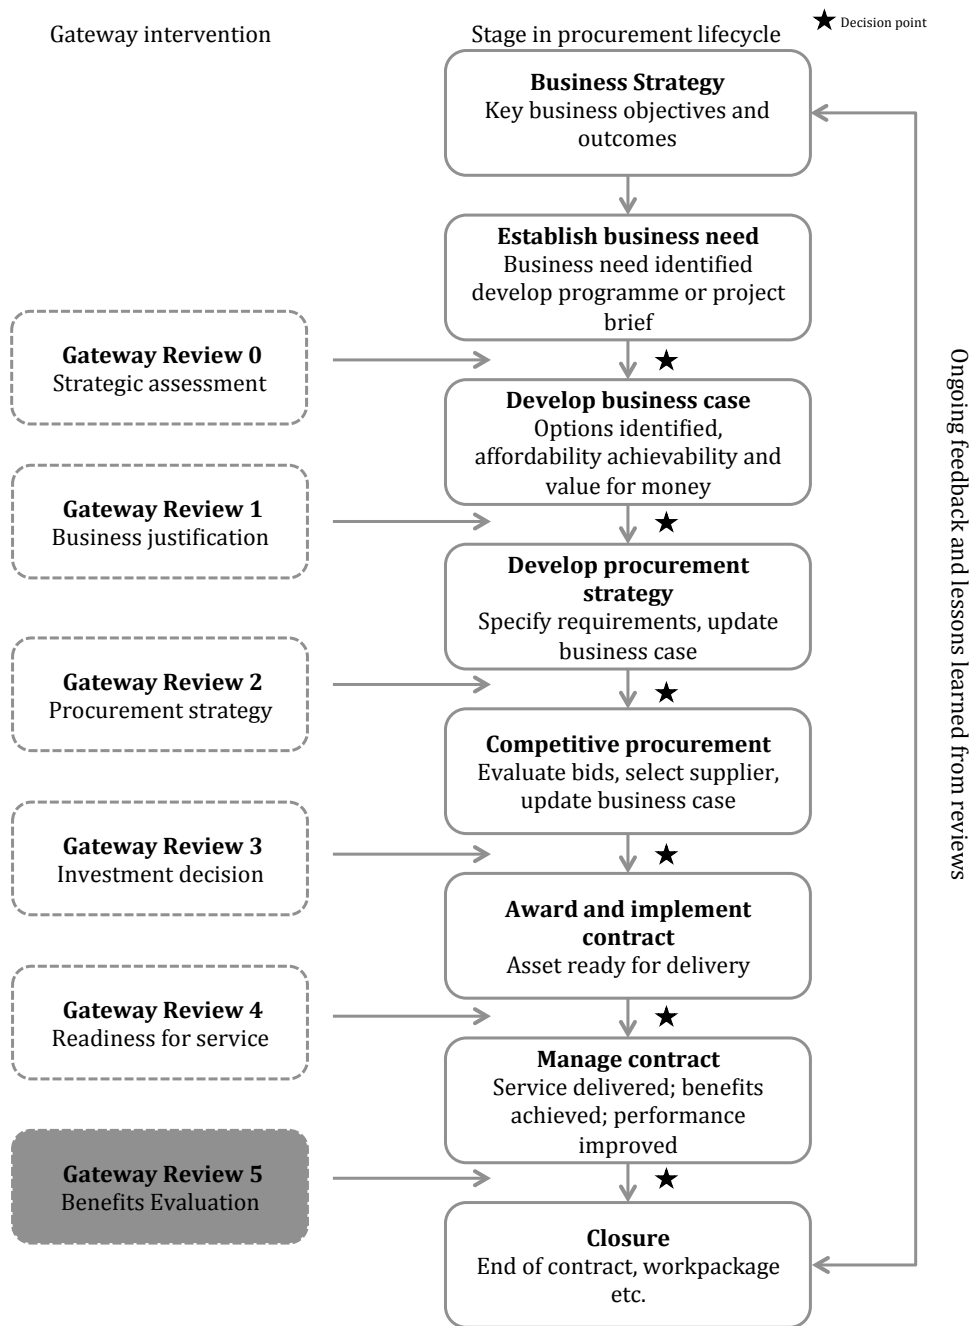 Gateway intervention
Stage in procurement lifecycle
Decision point
Business Strategy
Key business objectives and
outcomes
Establish business need
Business need identified
develop programme or project
brief
Gateway Review 0
Strategic assessment
Develop business case
Options identified,
affordability achievability and
value for money
Gateway Review 1
Business justification
Develop procurement
strategy
Specify requirements, update
business case
Gateway Review 2
Procurement strategy
Competitive procurement
Evaluate bids, select supplier,
update business case
Gateway Review 3
Investment decision
Award and implement
contract
Asset ready for delivery
Gateway Review 4
Readiness for service
Manage contract
Service delivered; benefits
achieved; performance
improved
Gateway Review 5
Benefits Evaluation
Closure
End of contract, workpackage
etc.
Ongoing feedback and lessons learned from reviews